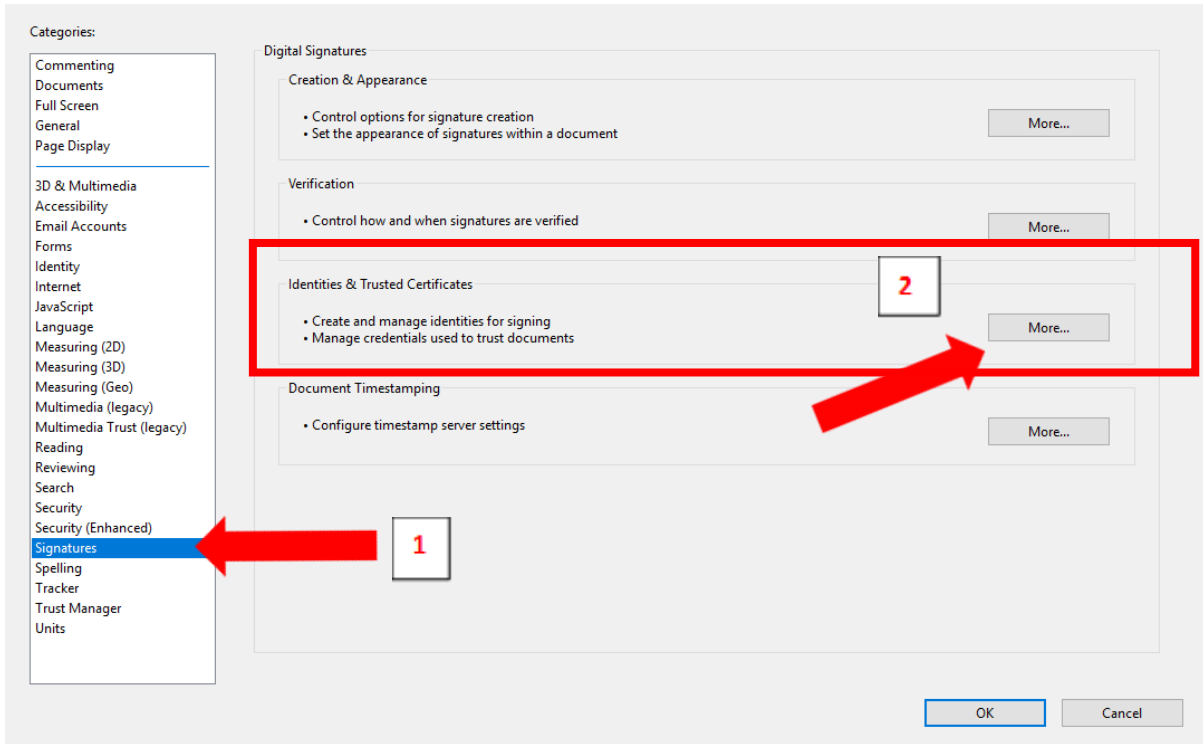 Categories:
Commenting
Documents
Full Screen
General
Page Display
3D & Multimedia
Accessibility
Email Accounts
Forms
Identity
Internet
JavaScript
Language
Measuring (2D)
Measuring (3D)
Measuring (Geo)
Multimedia (legacy)
Multimedia Trust (legacy)
Reading
Reviewing
Search
Security
Security (Enhanced)
Signatures
Spelling
Tracker
Trust Manager
Units
1
Digital Signatures
Creation & Appearance
• Control options for signature creation
• Set the appearance of signatures within a document
More...
Verification
• Control how and when signatures are verified
More...
Identities & Trusted Certificates
2
• Create and manage identities for signing
• Manage credentials used to trust documents
More...
Document Timestamping
• Configure timestamp server settings
More...
OK
Cancel